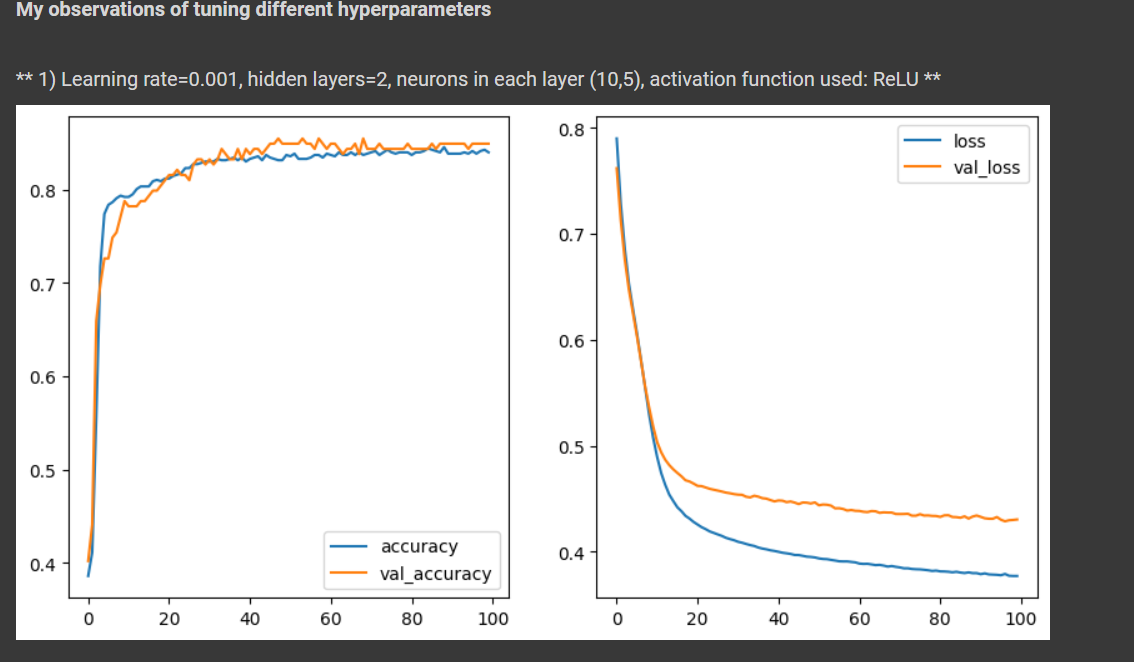 My observations of tuning different hyperparameters
** 1) Learning rate=0.001, hidden layers=2, neurons in each layer (10,5), activation function used: ReLU **
0.8
0.7
0.6
0.5
0.4
accuracy
val_accuracy
0 20 40 60 80 100
0.8
0.7
0.6
0.5
0.4
loss
val_loss
0 20 40 60 80 100